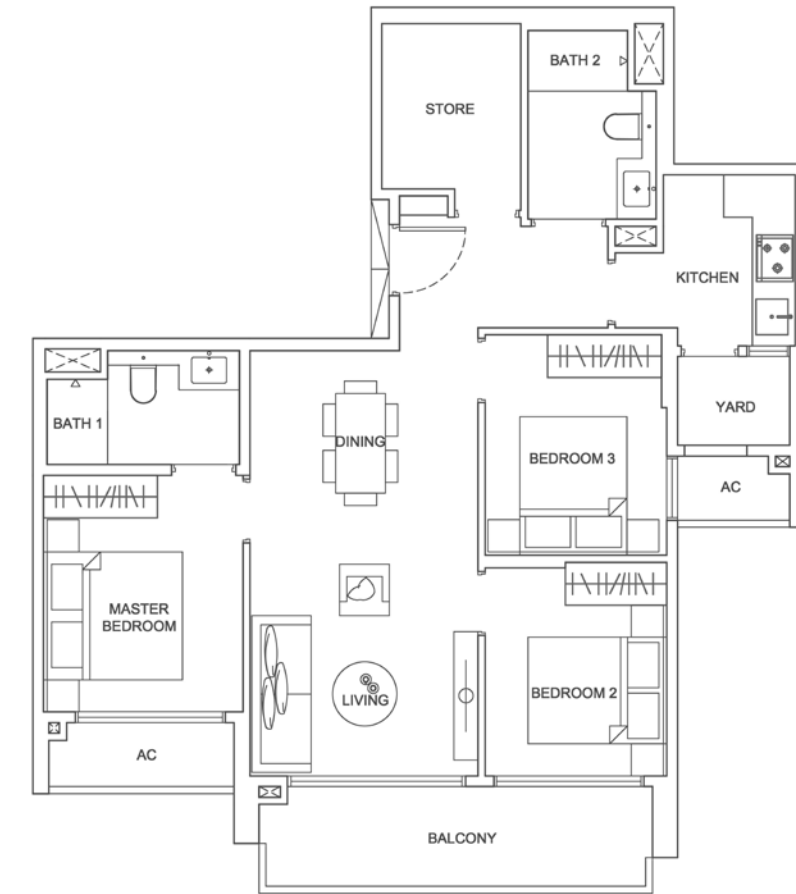 BATH 2
STORE
KITCHEN
YARD
BATH 1
DINING
BEDROOM 3
AC
MASTER
BEDROOM
BEDROOM 2
LIVING
AC
BALCONY